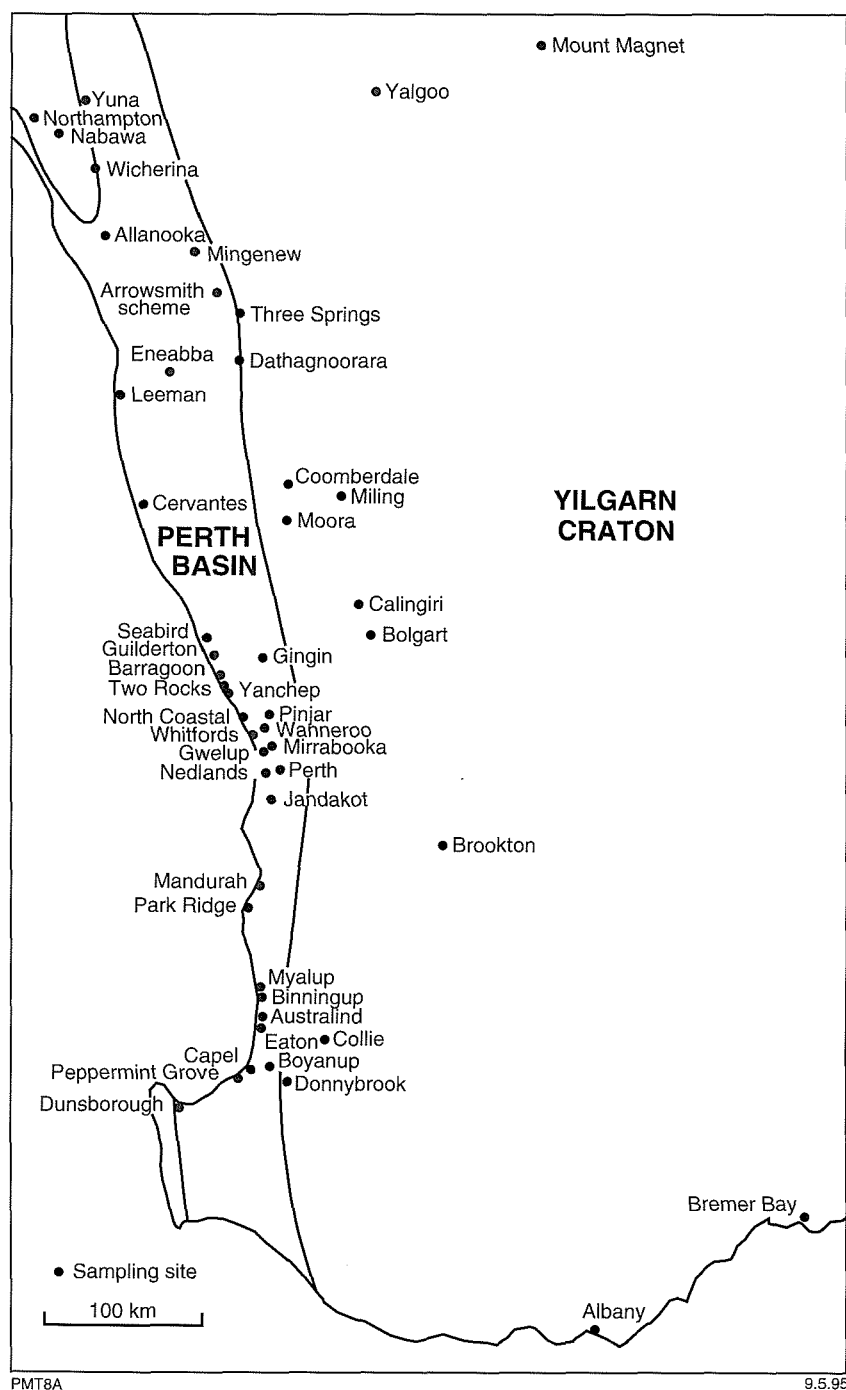 Mount Magnet
Yalgoo
Yuna
Northampton
Nabawa
Wicherina
Allanooka
Mingenew
Arrowsmith
scheme
Three Springs
Eneabba
Dathagnoorara
Leeman
Coomberdale
Miling
Cervantes
Moora
YILGARN
CRATON
PERTH
BASIN
Calingiri
Seabird
Bolgart
Guilderton
Gingin
Barragoon
Two Rocks
Yanchep
North Coastal
Pinjar
Wanneroo
Whitfords
Mirrabooka
Gwelup
Nedlands
Perth
Jandakot
Brookton
Mandurah
Park Ridge
Myalup
Binningup
Australind
Eaton
Collie
Capel
Boyanup
Peppermint Grove
Donnybrook
Dunsborough
Bremer Bay
Sampling site
100 km
Albany
PMT8A
9.5.95